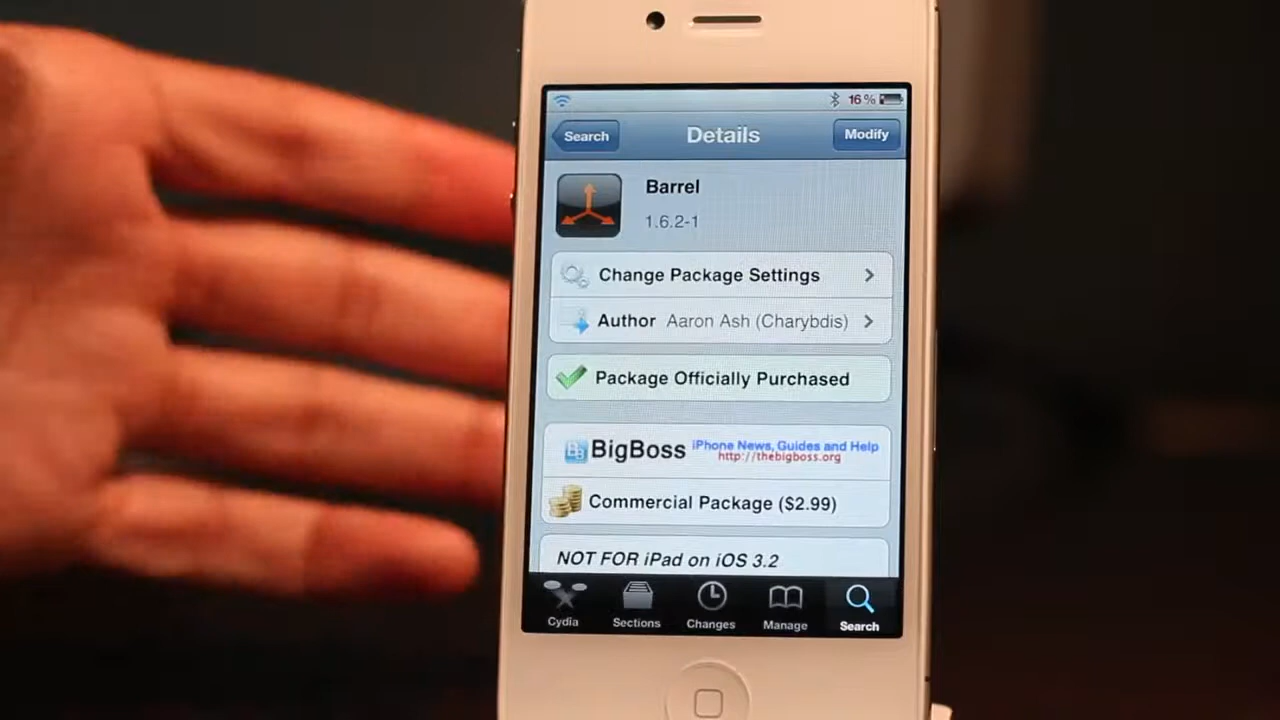 16%
Search
Details
Modify
Barrel
1.6.2-1
Change Package Settings
Author Aaron Ash (Charybdis)
Package Officially Purchased
BigBoss iPhone News, Guides and Help
http://thebigboss.org
Commercial Package ($2.99)
NOT FOR iPad on iOS 3.2
Cydia
Sections
Changes
Manage
Search